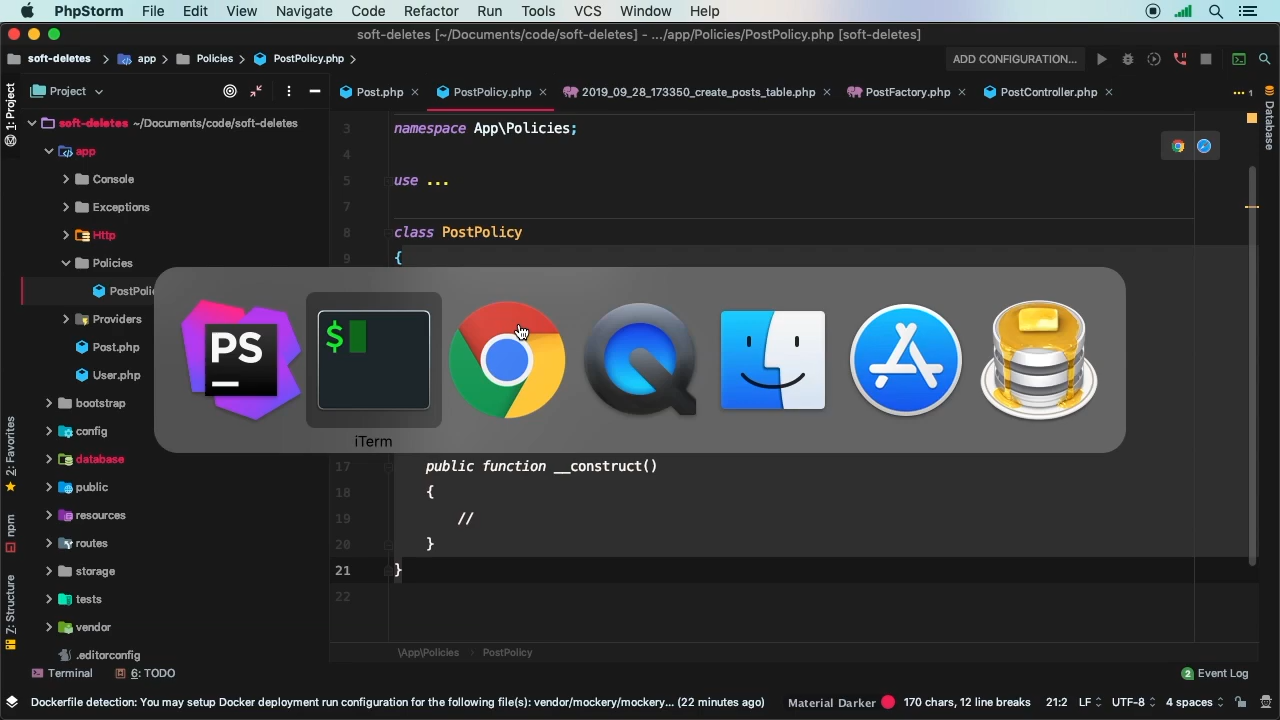 PhpStorm File Edit View Navigate Code Refactor Run Tools VCS Window Help
soft-deletes [~/Documents/code/soft-deletes] - .../app/Policies/PostPolicy.php [soft-deletes]
soft-deletes app Policies PostPolicy.php ADD CONFIGURATION...
1: Project
Project
Post.php PostPolicy.php 2019_09_28_173350_create_posts_table.php PostFactory.php PostController.php 1
Database
soft-deletes ~/Documents/code/soft-deletes
app
Console
Exceptions
Http
Policies
PostPolic
Providers
Post.php
User.php
bootstrap
config
database
public
resources
routes
storage
tests
vendor
.editorconfig
2: Favorites
npm
7: Structure
3 namespace App\Policies;
4
5 use ...
7
8 class PostPolicy
9 {
PS
$
iTerm
17 public function __construct()
18 {
19 //
20 }
21 }
22
\App\Policies PostPolicy
Terminal 6: TODO 2 Event Log
Dockerfile detection: You may setup Docker deployment run configuration for the following file(s): vendor/mockery/mockery... (22 minutes ago) Material Darker 170 chars, 12 line breaks 21:2 LF UTF-8 4 spaces